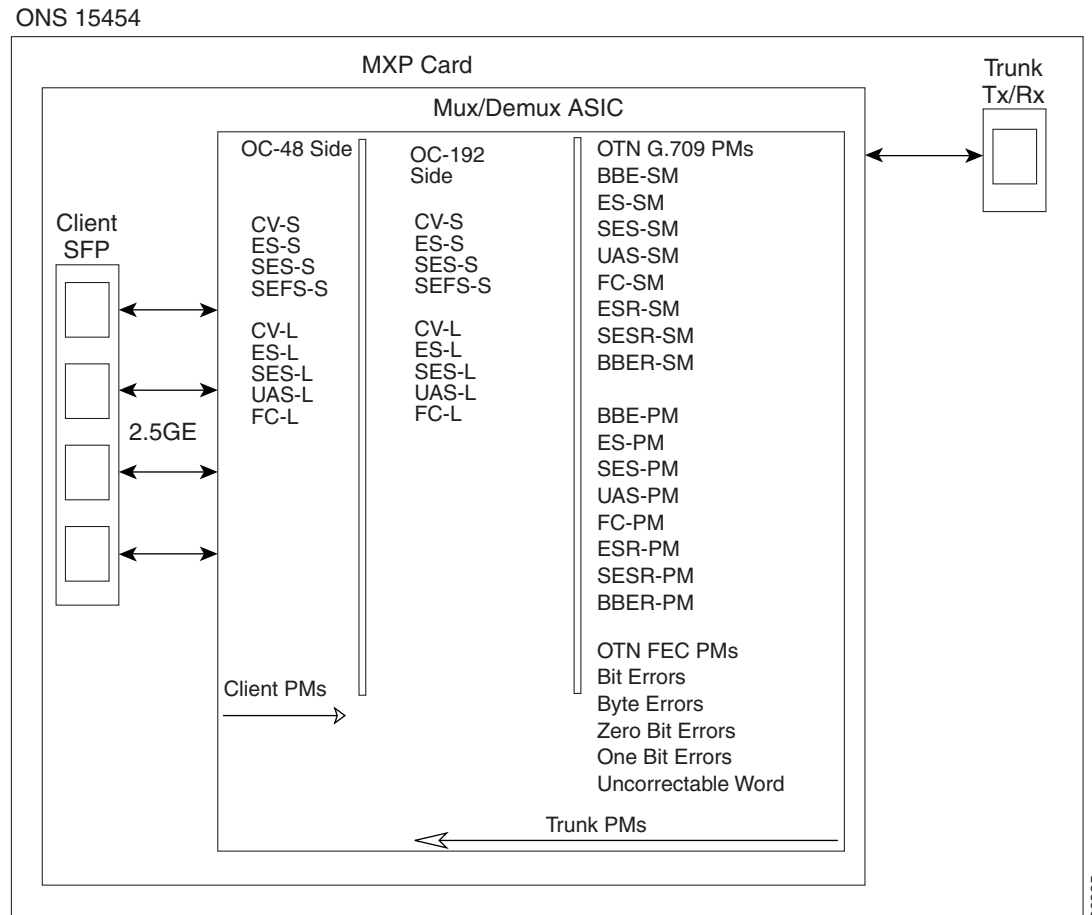 ONS 15454
MXP Card
Trunk
Tx/Rx
Mux/Demux ASIC
Client
SFP
2.5GE
OC-48 Side
CV-S
ES-S
SES-S
SEFS-S
CV-L
ES-L
SES-L
UAS-L
FC-L
Client PMs
OC-192
Side
CV-S
ES-S
SES-S
SEFS-S
CV-L
ES-L
SES-L
UAS-L
FC-L
OTN G.709 PMs
BBE-SM
ES-SM
SES-SM
UAS-SM
FC-SM
ESR-SM
SESR-SM
BBER-SM
BBE-PM
ES-PM
SES-PM
UAS-PM
FC-PM
ESR-PM
SESR-PM
BBER-PM
OTN FEC PMs
Bit Errors
Byte Errors
Zero Bit Errors
One Bit Errors
Uncorrectable Word
Trunk PMs